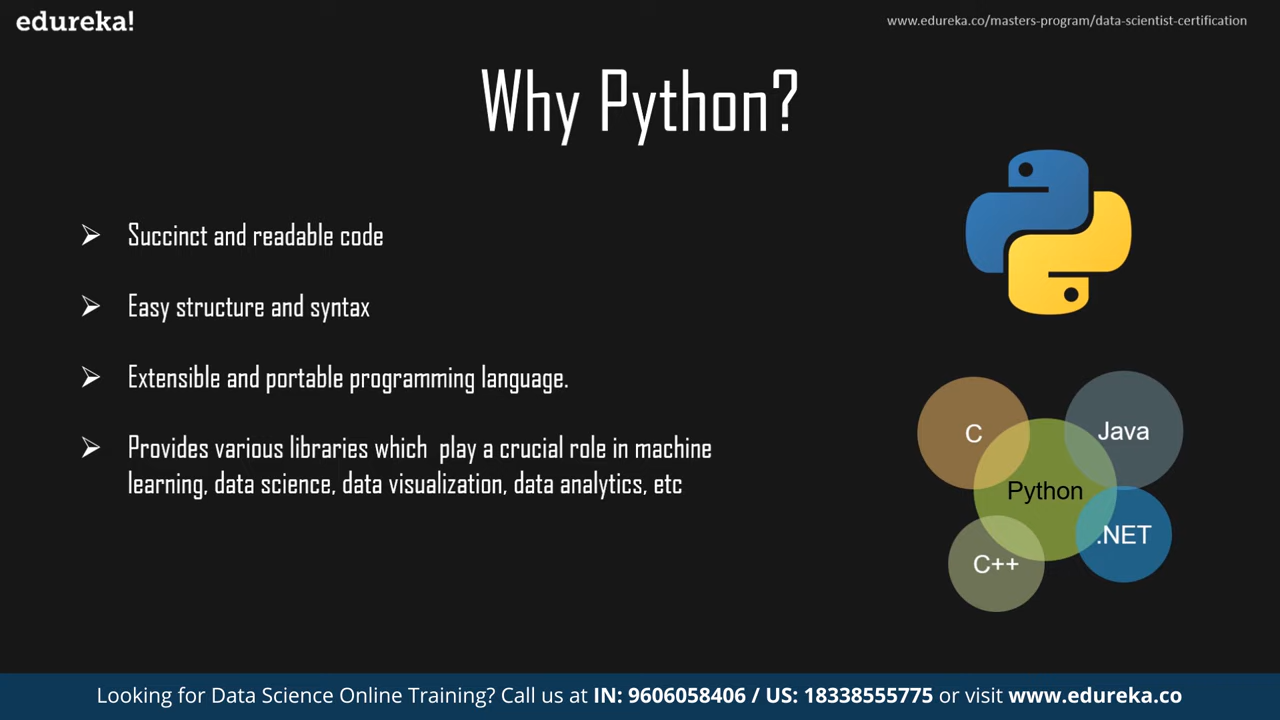 edureka!
www.edureka.co/masters-program/data-scientist-certification
Why Python?
Succinct and readable code
Easy structure and syntax
Extensible and portable programming language.
Provides various libraries which play a crucial role in machine
learning, data science, data visualization, data analytics, etc
C
Java
Python
.NET
C++
Looking for Data Science Online Training? Call us at IN: 9606058406 / US: 18338555775 or visit www.edureka.co